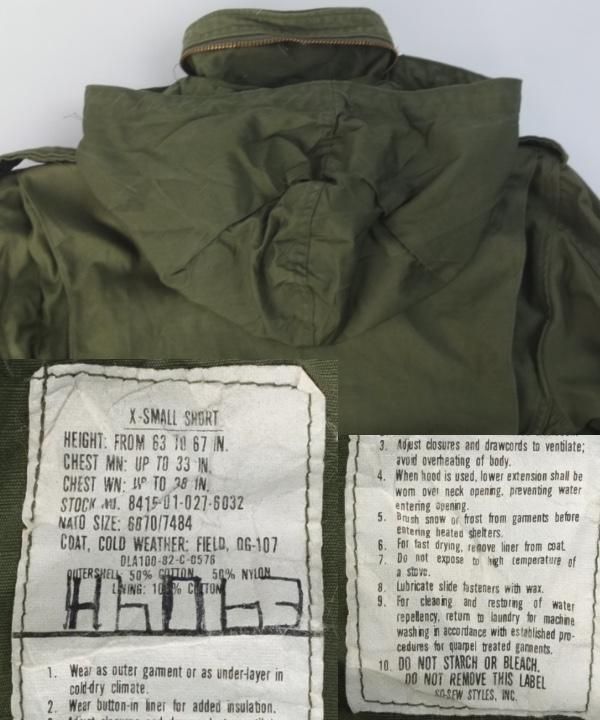 X-SMALL SHORT
HEIGHT: FROM 63 TO 67 IN.
CHEST MN: UP TO 33 IN.
CHEST WN: UP TO 36 IN.
STOCK NO. 8415-01-027-6032
NATO SIZE: 6070/7484
COAT, COLD WEATHER: FIELD, OG-107
DLA100-82-C-0576
OUTERSHELL 50% COTTON 50% NYLON
LINING: 100% COTTON
1. Wear as outer garment or as under-layer in
cold-dry climate.
2. Wear button-in liner for added insulation.
3. Adjust closures and drawcords to ventilate;
avoid overheating of body.
4. When hood is used, lower extension shall be
worn over neck opening, preventing water
entering opening.
5. Brush snow or frost from garments before
entering heated shelters.
6. For fast drying, remove liner from coat.
7. Do not expose to high temperature of
a stove.
8. Lubricate slide fasteners with wax.
9. For cleaning and restoring of water
repellency, return to laundry for machine
washing in accordance with established pro-
cedures for quarpel treated garments.
10. DO NOT STARCH OR BLEACH.
DO NOT REMOVE THIS LABEL
SO-SEW STYLES, INC.